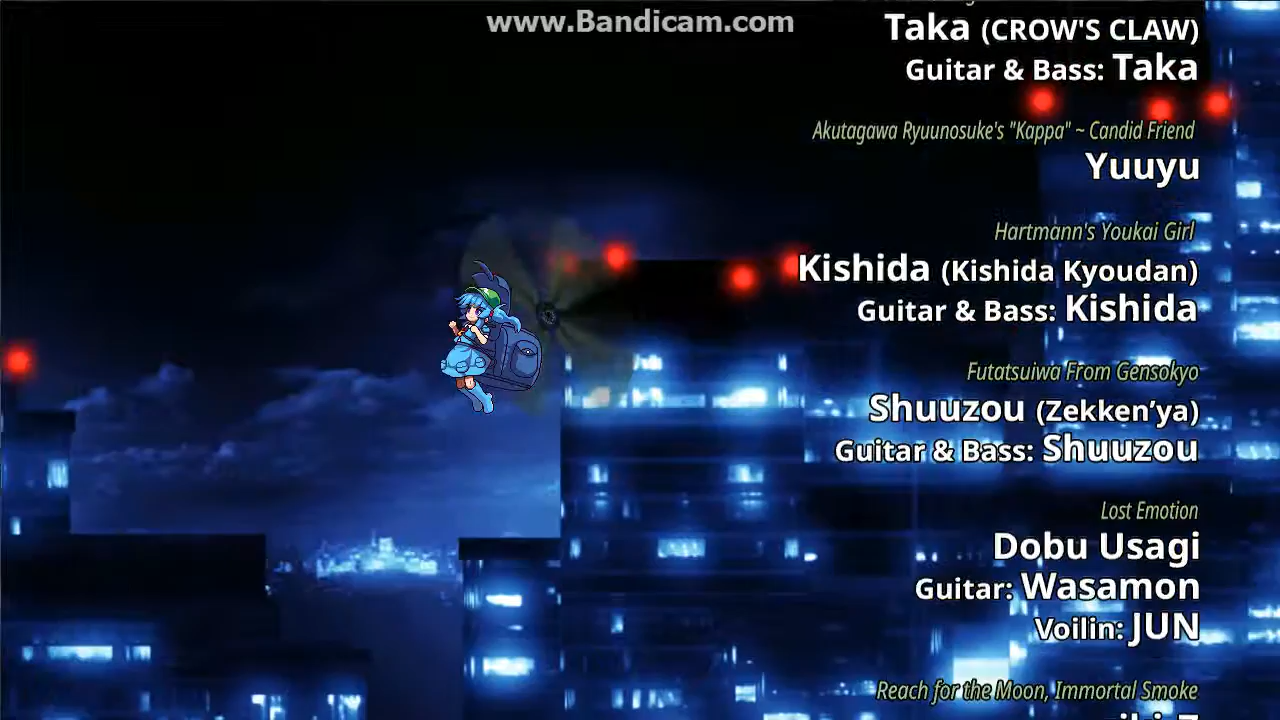 www.Bandicam.com
Taka (CROW'S CLAW)
Guitar & Bass: Taka
Akutagawa Ryuunosuke's "Kappa" ~ Candid Friend
Yuuyu
Hartmann's Youkai Girl
Kishida (Kishida Kyoudan)
Guitar & Bass: Kishida
Futatsuiwa From Gensokyo
Shuuzou (Zekken’ya)
Guitar & Bass: Shuuzou
Lost Emotion
Dobu Usagi
Guitar: Wasamon
Voilin: JUN
Reach for the Moon, Immortal Smoke